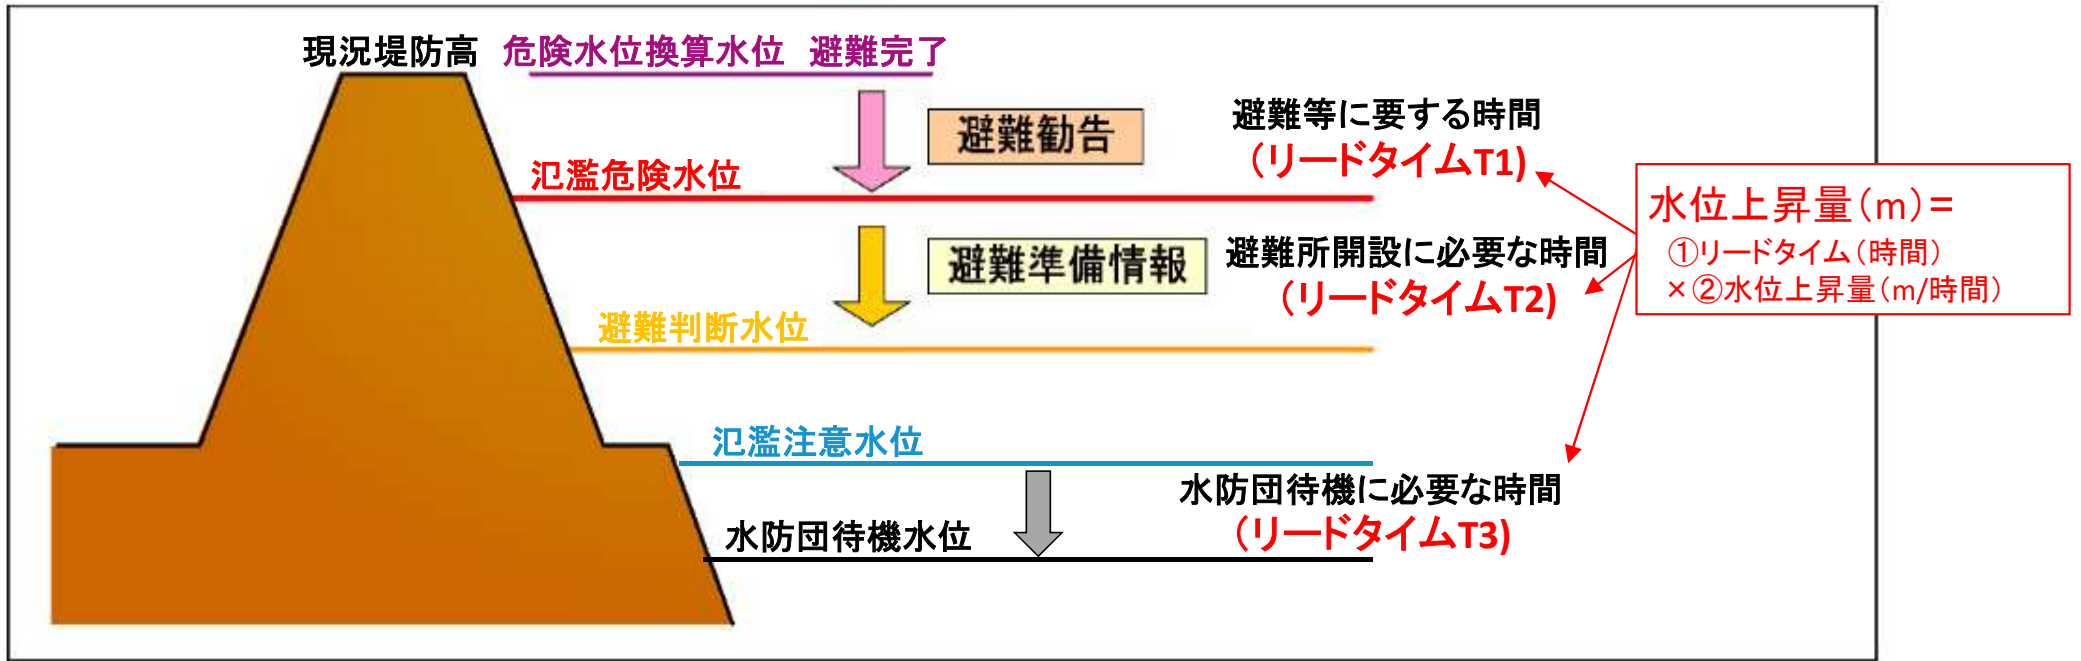 現況堤防高
危険水位換算水位 避難完了
避難勧告
避難等に要する時間
（リードタイムT1)
氾濫危険水位
水位上昇量（m）＝
①リードタイム（時間）
×②水位上昇量（m/時間）
避難準備情報
避難所開設に必要な時間
（リードタイムT2)
避難判断水位
氾濫注意水位
水防団待機に必要な時間
（リードタイムT3)
水防団待機水位